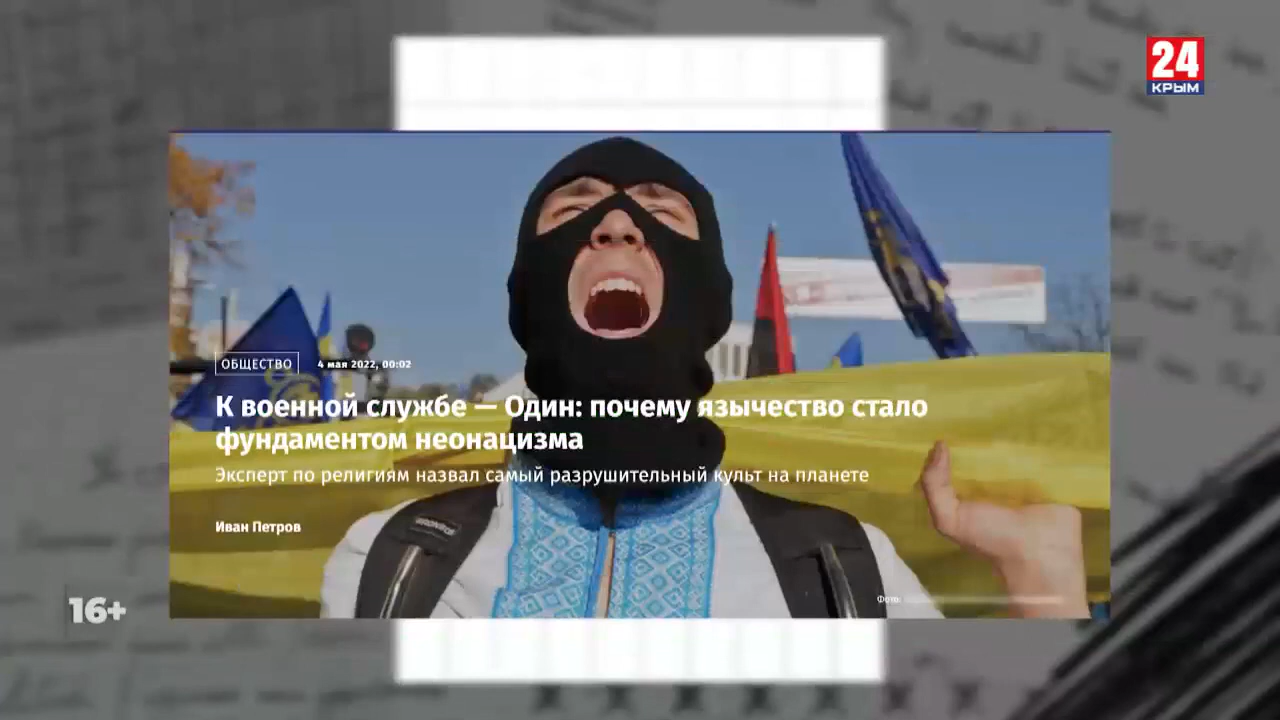 24
КРЫМ
ОБЩЕСТВО
4 мая 2022, 00:02
К военной службе — Один: почему язычество стало
фундаментом неонацизма
Эксперт по религиям назвал самый разрушительный культ на планете
Иван Петров
Фото:
16+